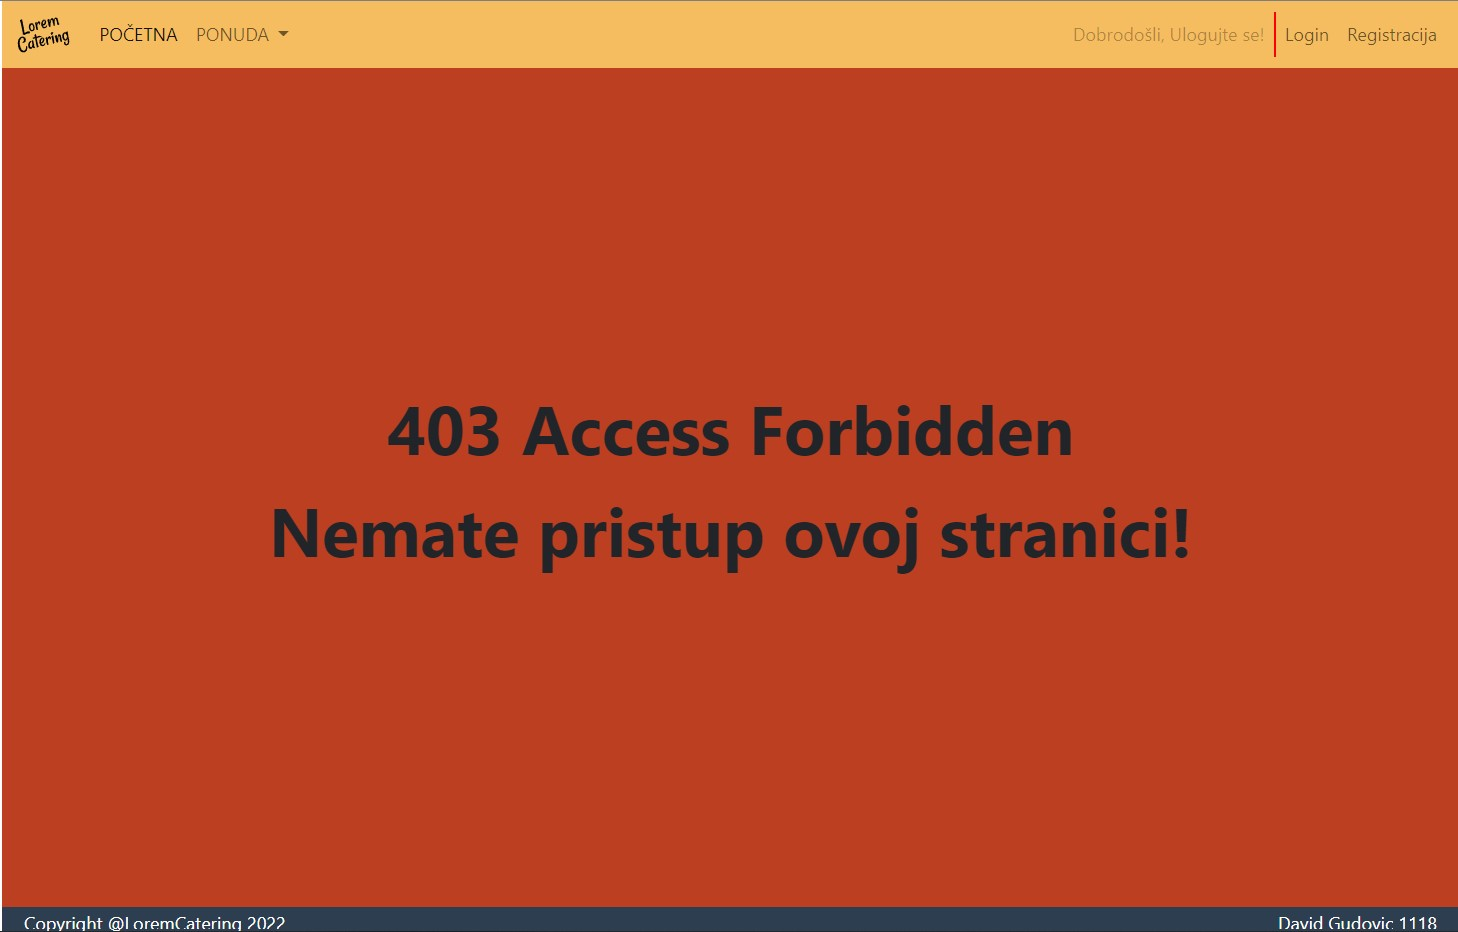 Lorem
Catering
POČETNA PONUDA Dobrodošli, Ulogujte se! Login Registracija
403 Access Forbidden
Nemate pristup ovoj stranici!
Copyright @LoremCatering 2022 David Gudovic 1118